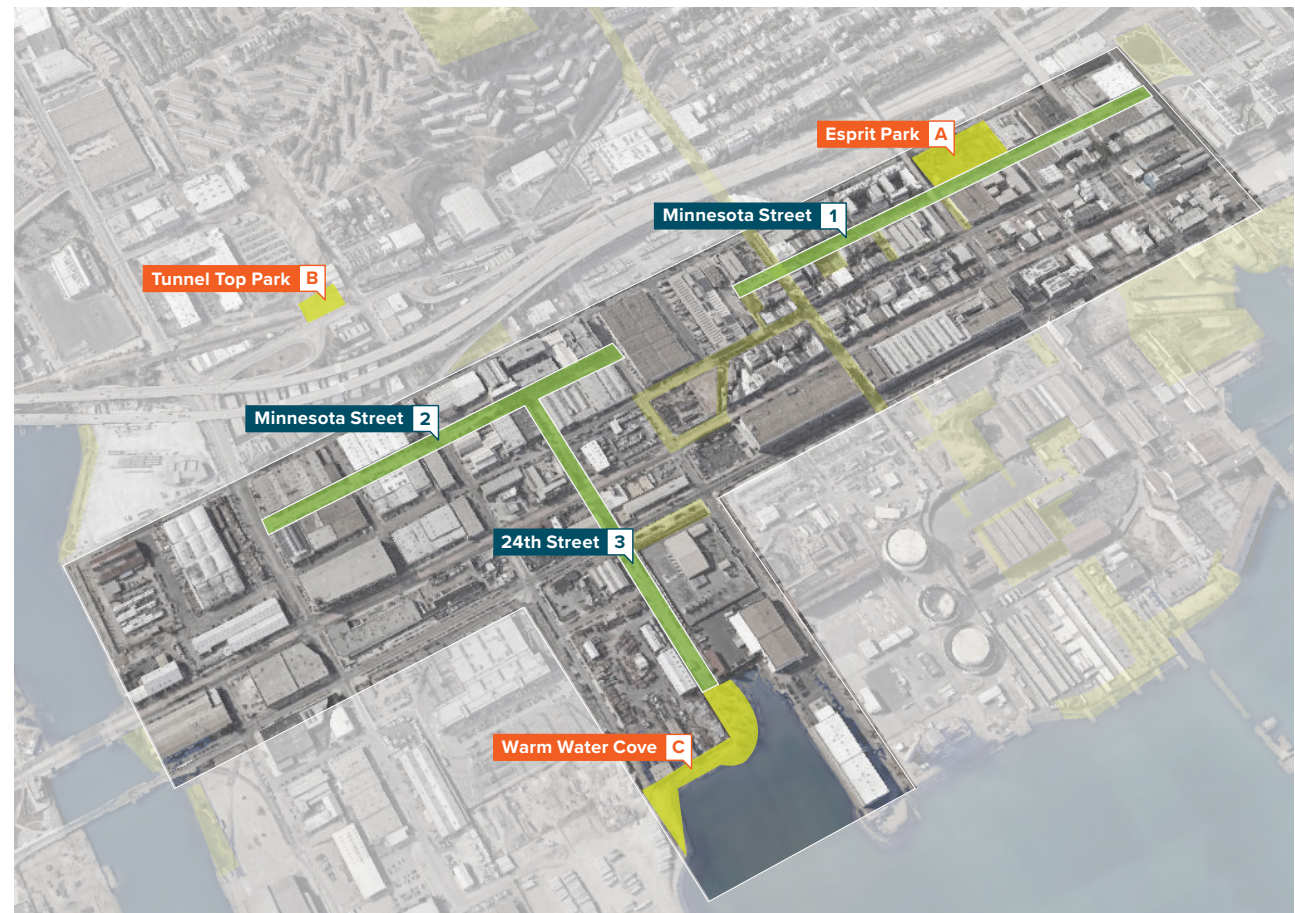 Esprit Park A
Minnesota Street 1
Tunnel Top Park B
Minnesota Street 2
24th Street 3
Warm Water Cove C